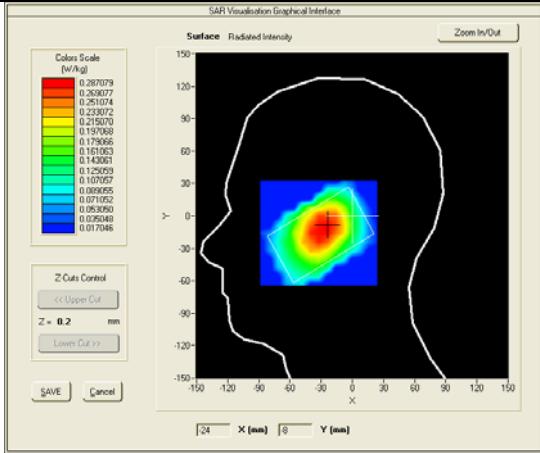 SAR Visualisation Graphical Interface
Surface Radiated Intensity
Zoom In/Out
Colors Scale
(W/kg)
0.287079
0.269077
0.251074
0.233072
0.215070
0.197068
0.179066
0.161063
0.143061
0.125059
0.107057
0.089055
0.071052
0.053050
0.035048
0.017046
150
120
90
60
30
0
-30
-60
-90
-120
-150
Y
-150 -120 -90 -60 -30 0 30 60 90 120 150
X
Z-Cuts Control
<< Upper Cut
Z = 0.2 mm
Lower Cut >>
SAVE Cancel
-24 X (mm) -8 Y (mm)